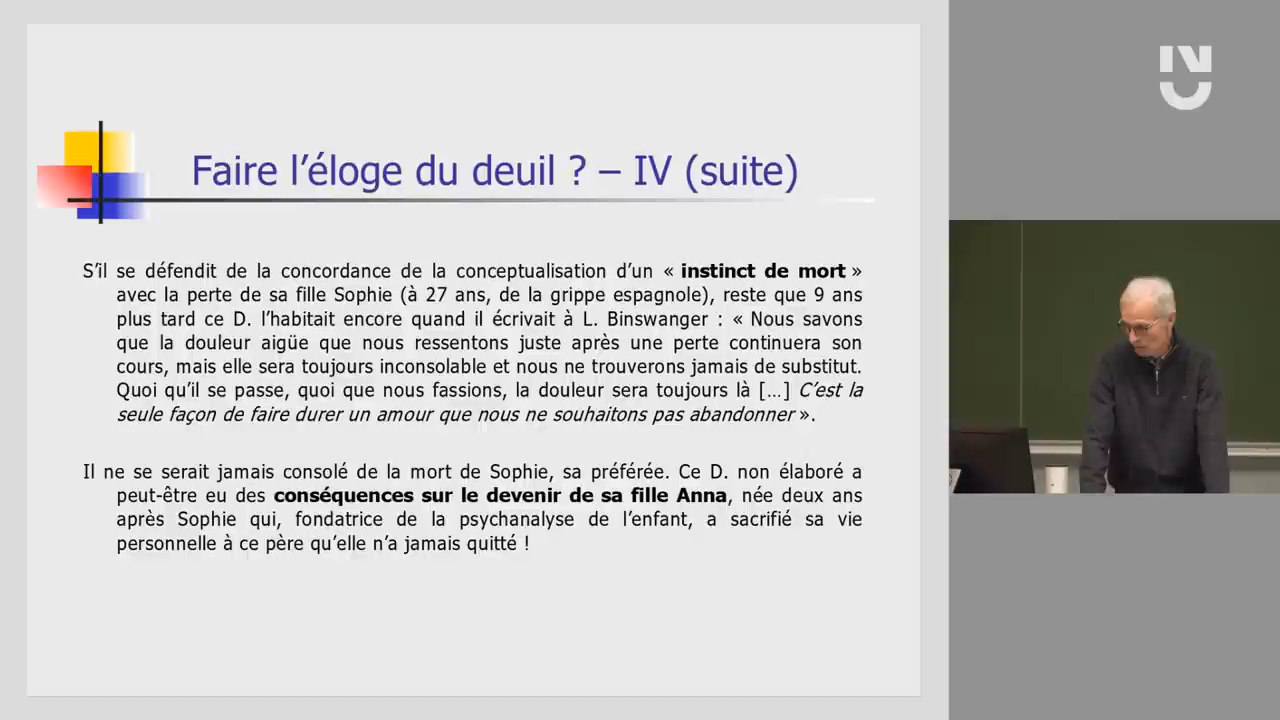 Faire l’éloge du deuil ? – IV (suite)
S’il se défendit de la concordance de la conceptualisation d’un « instinct de mort »
avec la perte de sa fille Sophie (à 27 ans, de la grippe espagnole), reste que 9 ans
plus tard ce D. l’habitait encore quand il écrivait à L. Binswanger : « Nous savons
que la douleur aigüe que nous ressentons juste après une perte continuera son
cours, mais elle sera toujours inconsolable et nous ne trouverons jamais de substitut.
Quoi qu’il se passe, quoi que nous fassions, la douleur sera toujours là […] C’est la
seule façon de faire durer un amour que nous ne souhaitons pas abandonner ».
Il ne se serait jamais consolé de la mort de Sophie, sa préférée. Ce D. non élaboré a
peut-être eu des conséquences sur le devenir de sa fille Anna, née deux ans
après Sophie qui, fondatrice de la psychanalyse de l’enfant, a sacrifié sa vie
personnelle à ce père qu’elle n’a jamais quitté !